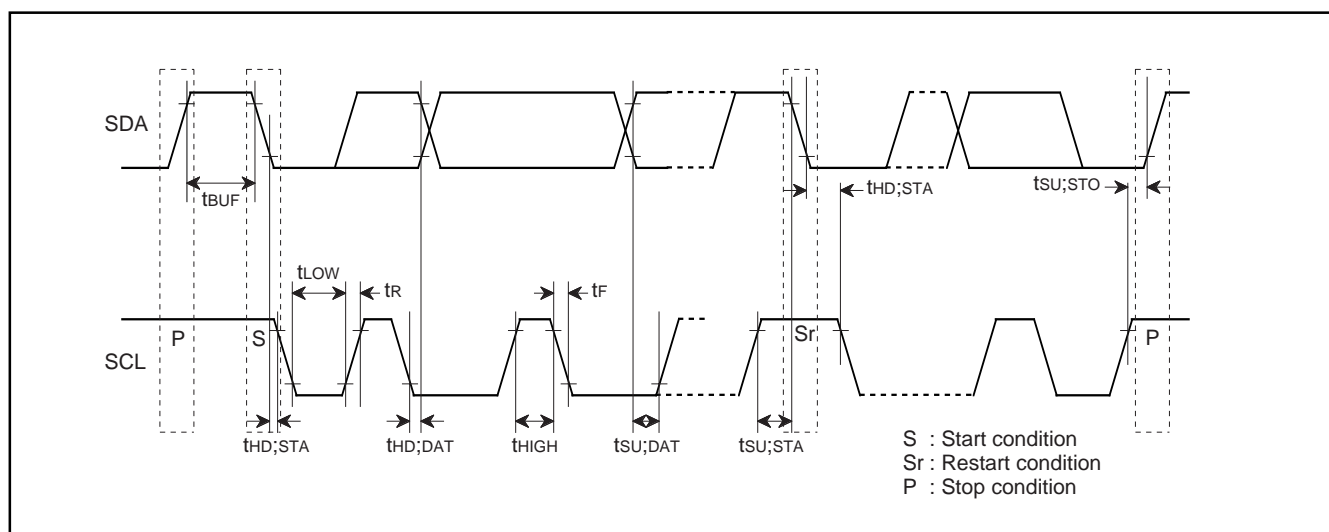 SDA
tBUF
tHD;STA
tSU;STO
tLOW
tR
tF
P
S
Sr
P
SCL
tHD;STA
tHD;DAT
tHIGH
tSU;DAT
tSU;STA
S : Start condition
Sr : Restart condition
P : Stop condition